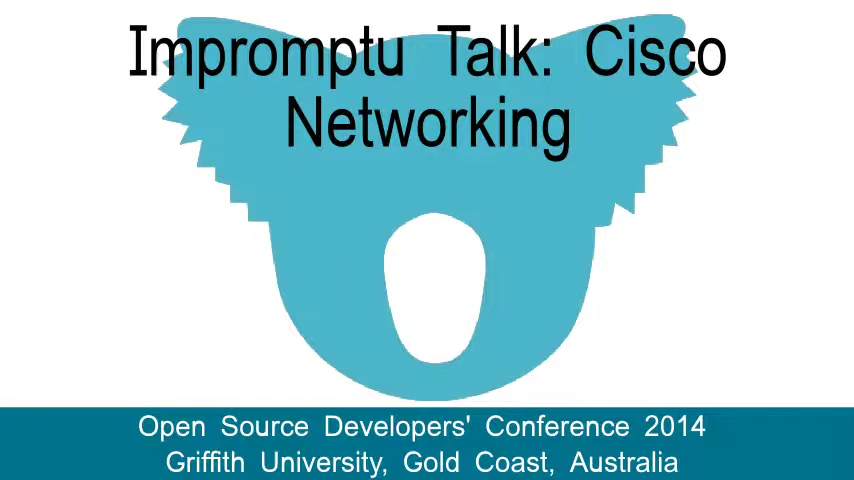 Impromptu Talk: Cisco
Networking
Open Source Developers' Conference 2014
Griffith University, Gold Coast, Australia